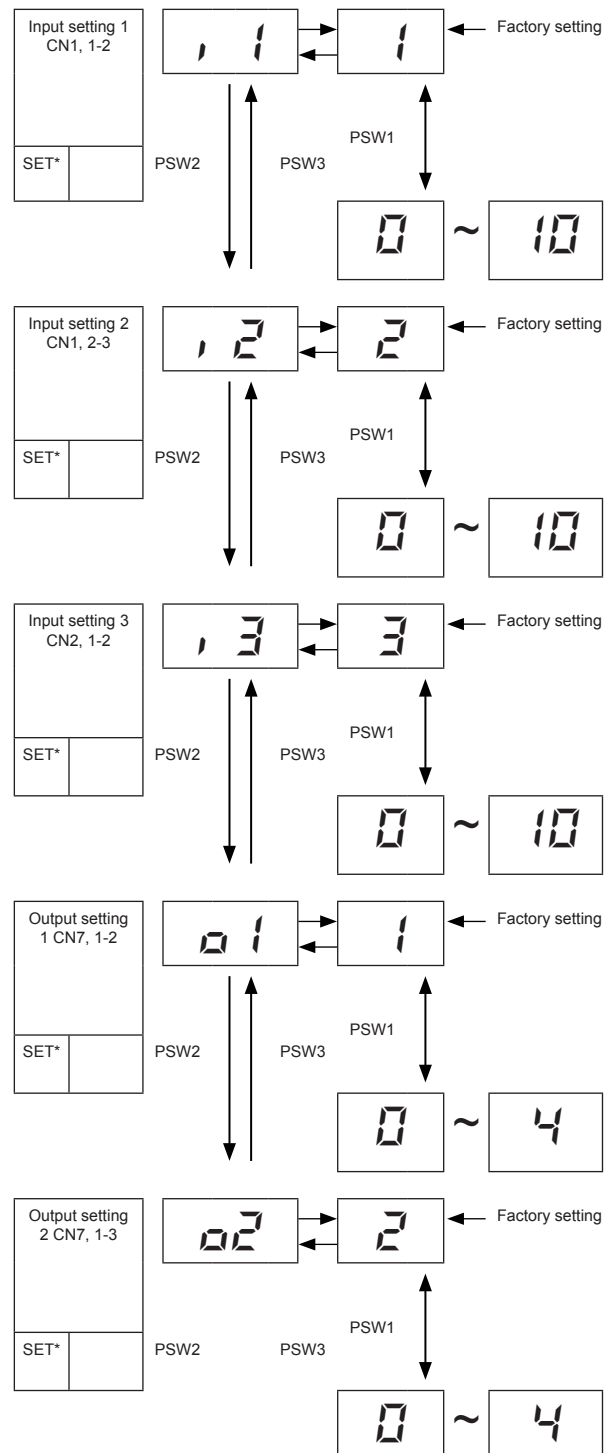 Input setting 1
CN1, 1-2
SET*
ı 1
1
Factory setting
PSW2
PSW3
PSW1
0 ~ 10
Input setting 2
CN1, 2-3
SET*
ı 2
2
Factory setting
PSW2
PSW3
PSW1
0 ~ 10
Input setting 3
CN2, 1-2
SET*
ı 3
3
Factory setting
PSW2
PSW3
PSW1
0 ~ 10
Output setting
1 CN7, 1-2
SET*
o1
1
Factory setting
PSW2
PSW3
PSW1
0 ~ 4
Output setting
2 CN7, 1-3
SET*
o2
2
Factory setting
PSW2
PSW3
PSW1
0 ~ 4